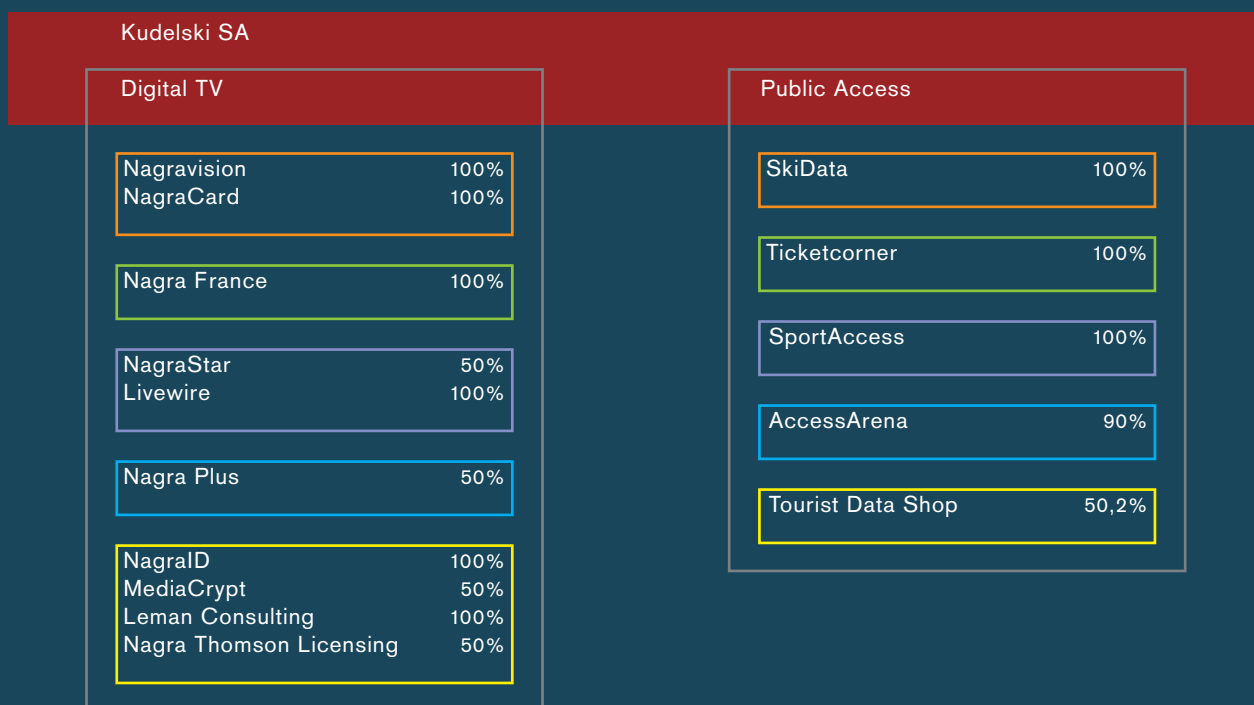 Kudelski SA
Digital TV
Nagravision 100%
NagraCard 100%
Nagra France 100%
NagraStar 50%
Livewire 100%
Nagra Plus 50%
NagraID 100%
MediaCrypt 50%
Leman Consulting 100%
Nagra Thomson Licensing 50%
Public Access
SkiData 100%
Ticketcorner 100%
SportAccess 100%
AccessArena 90%
Tourist Data Shop 50,2%